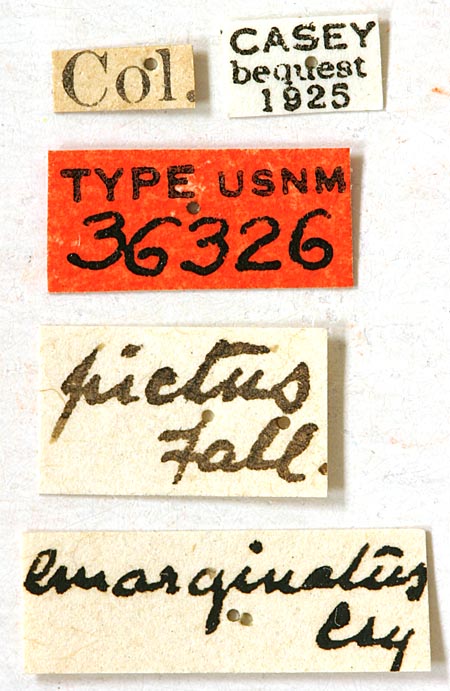 Col.
CASEY
bequest
1925
TYPE USNM
36326
pictus
Fall.
emarginatus
Csy